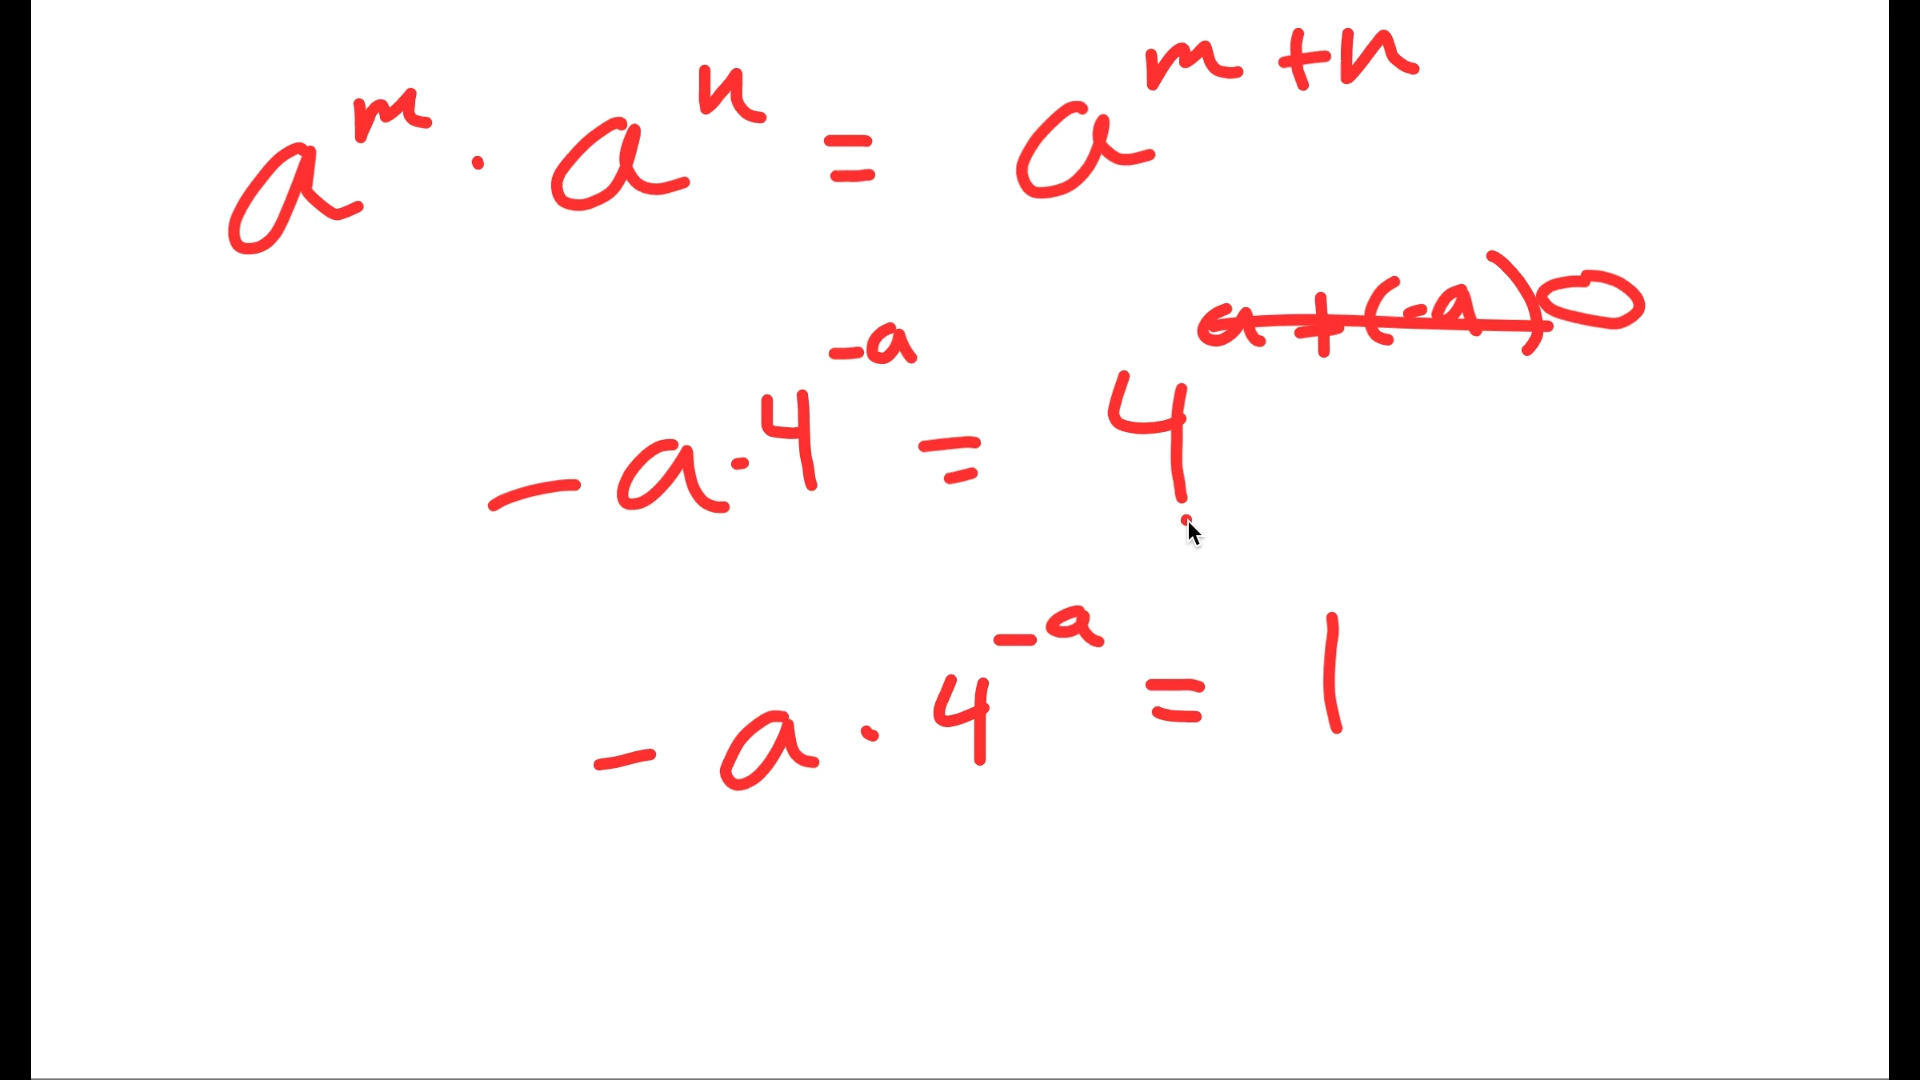 a^m · a^n = a^{m+n}
-a · 4^{-a} = 4^{~~a+(-a)~~ 0}
-a · 4^{-a} = 1